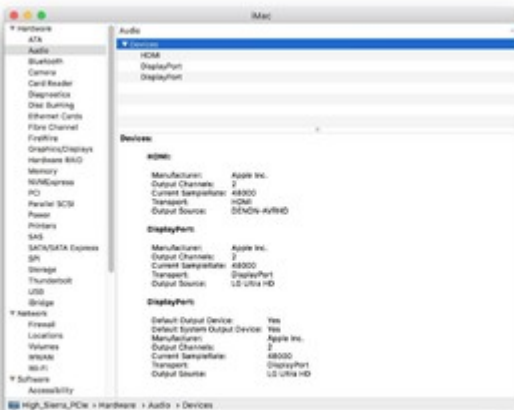 iMac
Hardware
ATA
Audio
Bluetooth
Camera
Card Reader
Diagnostics
Disc Burning
Ethernet Cards
Fibre Channel
FireWire
Graphics/Displays
Hardware RAID
Memory
NVMExpress
PCI
Parallel SCSI
Power
Printers
SAS
SATA/SATA Express
SPI
Storage
Thunderbolt
USB
iBridge
Network
Firewall
Locations
Volumes
WWAN
Wi-Fi
Software
Accessibility
Audio
Devices
HDMI
DisplayPort
DisplayPort
Devices:
HDMI:
Manufacturer: Apple Inc.
Output Channels: 2
Current SampleRate: 48000
Transport: HDMI
Output Source: DENON-AVRHD
DisplayPort:
Manufacturer: Apple Inc.
Output Channels: 2
Current SampleRate: 48000
Transport: DisplayPort
Output Source: LG Ultra HD
DisplayPort:
Default Output Device: Yes
Default System Output Device: Yes
Manufacturer: Apple Inc.
Output Channels: 2
Current SampleRate: 48000
Transport: DisplayPort
Output Source: LG Ultra HD
High_Sierra_PCIe › Hardware › Audio › Devices